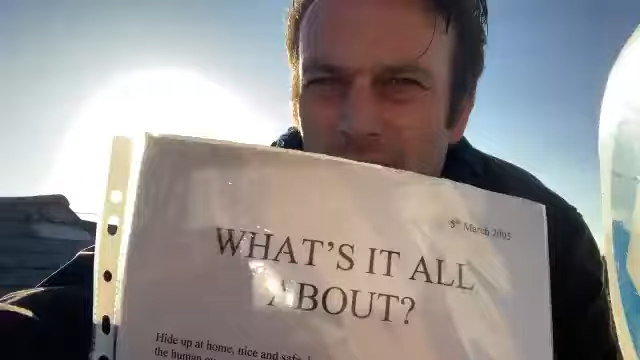 5th March 2005
WHAT'S IT ALL
ABOUT?
Hide up at home, nice and safe,
the human